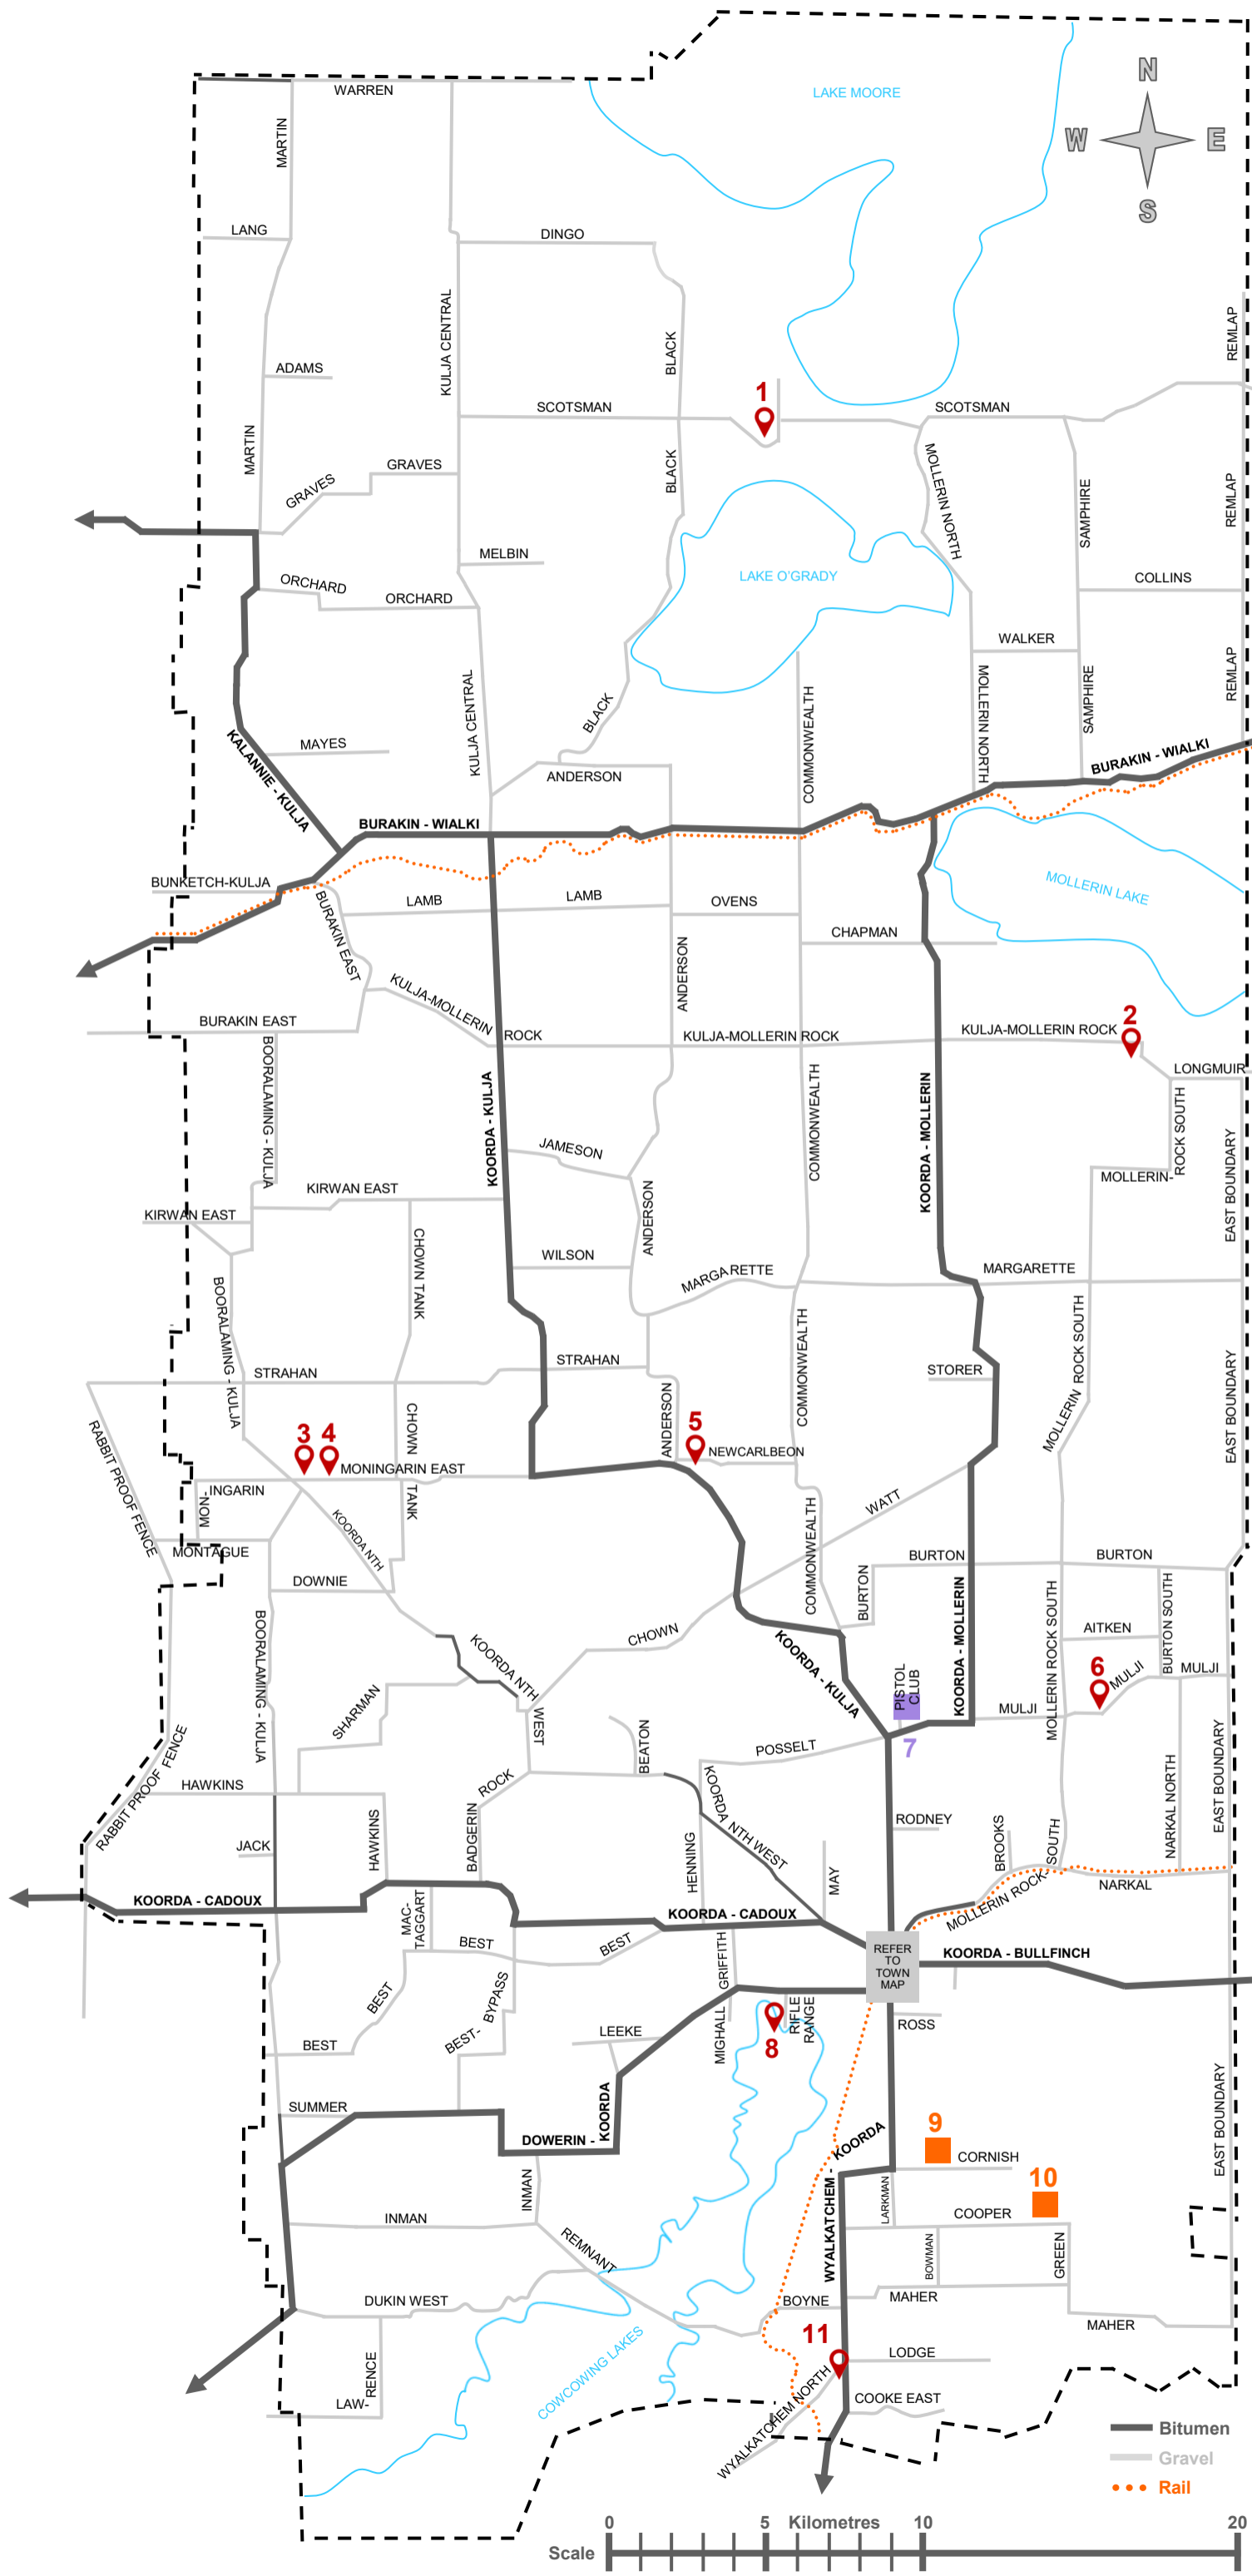 WARREN
LAKE MOORE
N
W
E
S
MARTIN
LANG
DINGO
KULJA CENTRAL
BLACK
REMLAP
ADAMS
1
SCOTSMAN
SCOTSMAN
MARTIN
GRAVES
GRAVES
BLACK
MOLLERIN NORTH
SAMPHIRE
REMLAP
MELBIN
LAKE O'GRADY
COLLINS
ORCHARD
ORCHARD
WALKER
KULJA CENTRAL
BLACK
COMMONWEALTH
MOLLERIN NORTH
SAMPHIRE
REMLAP
KALANNIE - KULJA
MAYES
ANDERSON
BURAKIN - WIALKI
BURAKIN - WIALKI
BUNKETCH-KULJA
BURAKIN EAST
LAMB
LAMB
OVENS
MOLLERIN LAKE
CHAPMAN
ANDERSON
KULJA-MOLLERIN
ROCK
KULJA-MOLLERIN ROCK
KULJA-MOLLERIN ROCK
2
BURAKIN EAST
BOORALAMING - KULJA
LONGMUIR
KOORDA - KULJA
JAMESON
COMMONWEALTH
KOORDA - MOLLERIN
MOLLERIN-
ROCK SOUTH
EAST BOUNDARY
KIRWAN EAST
KIRWAN EAST
CHOWN TANK
ANDERSON
WILSON
MARGARETTE
MARGARETTE
BOORALAMING - KULJA
STRAHAN
STRAHAN
COMMONWEALTH
STORER
MOLLERIN ROCK SOUTH
EAST BOUNDARY
RABBIT PROOF FENCE
3
4
CHOWN
TANK
ANDERSON
5
NEWCARLBEON
MONINGARIN EAST
MON-
INGARIN
KOORDA NTH
WATT
MONTAGUE
DOWNIE
COMMONWEALTH
BURTON
BURTON
BURTON
BOORALAMING - KULJA
KOORDA NTH
WEST
CHOWN
KOORDA - KULJA
KOORDA - MOLLERIN
MOLLERIN ROCK SOUTH
AITKEN
BURTON SOUTH
6
MULJI
MULJI
MULJI
PISTOL
CLUB
7
SHARMAN
BEATON
POSSELT
RABBIT PROOF FENCE
HAWKINS
ROCK
BADGERIN
KOORDA NTH WEST
HENNING
RODNEY
BROOKS
NARKAL NORTH
EAST BOUNDARY
JACK
HAWKINS
MAY
MOLLERIN ROCK-
SOUTH
NARKAL
KOORDA - CADOUX
KOORDA - CADOUX
MAC-
TAGGART
BEST
BEST
GRIFFITH
REFER
TO
TOWN
MAP
KOORDA - BULLFINCH
BEST
BEST-
BYPASS
BEST
LEEKE
MIGHALL
8
RIFLE
RANGE
ROSS
SUMMER
DOWERIN -
KOORDA
EAST BOUNDARY
9
CORNISH
10
WYALKATCHEM - KOORDA
INMAN
INMAN
REMNANT
LARKMAN
COOPER
BOWMAN
GREEN
DUKIN WEST
BOYNE
MAHER
MAHER
LAW-
RENCE
COWCOWING LAKES
11
LODGE
WYALKATCHEM NORTH
COOKE EAST
Bitumen
Gravel
Rail
0 5 Kilometres 10 20
Scale